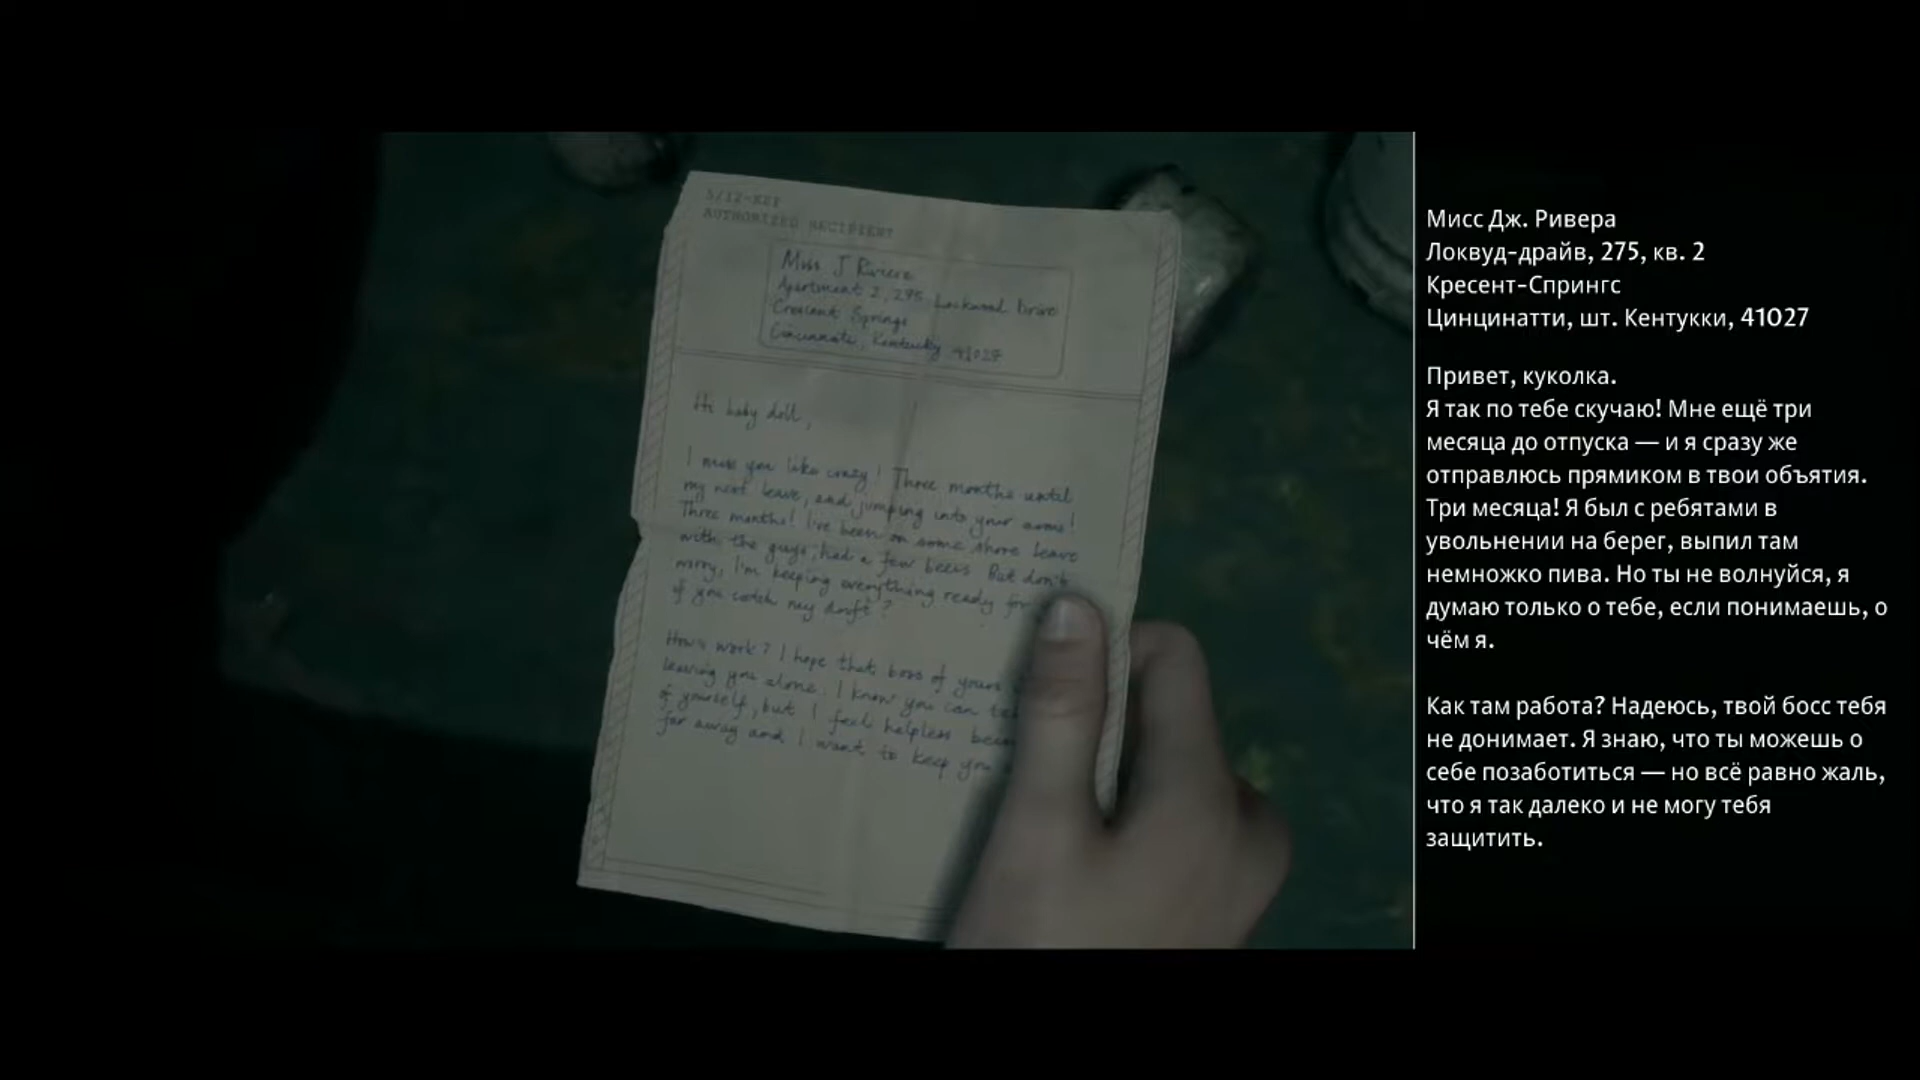 5/12-KEY
AUTHORIZED RECIPIENT
Miss J Rivera
Apartment 2, 275 Lockwood Drive
Crescent Springs
Cincinnati, Kentucky 41027
Hi baby doll,
I miss you like crazy! Three months until
my next leave, and jumping into your arms!
Three months! I've been on some shore leave
with the guys, had a few beers. But don't
worry, I'm keeping everything ready for
if you catch my drift?
How's work? I hope that boss of yours
leaving you alone. I know you can
of yourself, but I feel helpless
far away and I want to keep you
Мисс Дж. Ривера
Локвуд-драйв, 275, кв. 2
Кресент-Спрингс
Цинцинатти, шт. Кентукки, 41027
Привет, куколка.
Я так по тебе скучаю! Мне ещё три
месяца до отпуска — и я сразу же
отправлюсь прямиком в твои объятия.
Три месяца! Я был с ребятами в
увольнении на берег, выпил там
немножко пива. Но ты не волнуйся, я
думаю только о тебе, если понимаешь, о
чём я.
Как там работа? Надеюсь, твой босс тебя
не донимает. Я знаю, что ты можешь о
себе позаботиться — но всё равно жаль,
что я так далеко и не могу тебя
защитить.